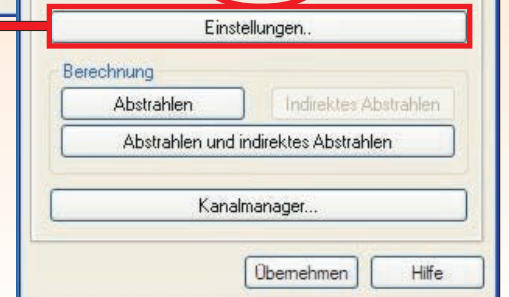 Einstellungen..
Berechnung
Abstrahlen Indirektes Abstrahlen
Abstrahlen und indirektes Abstrahlen
Kanalmanager...
Übernehmen Hilfe